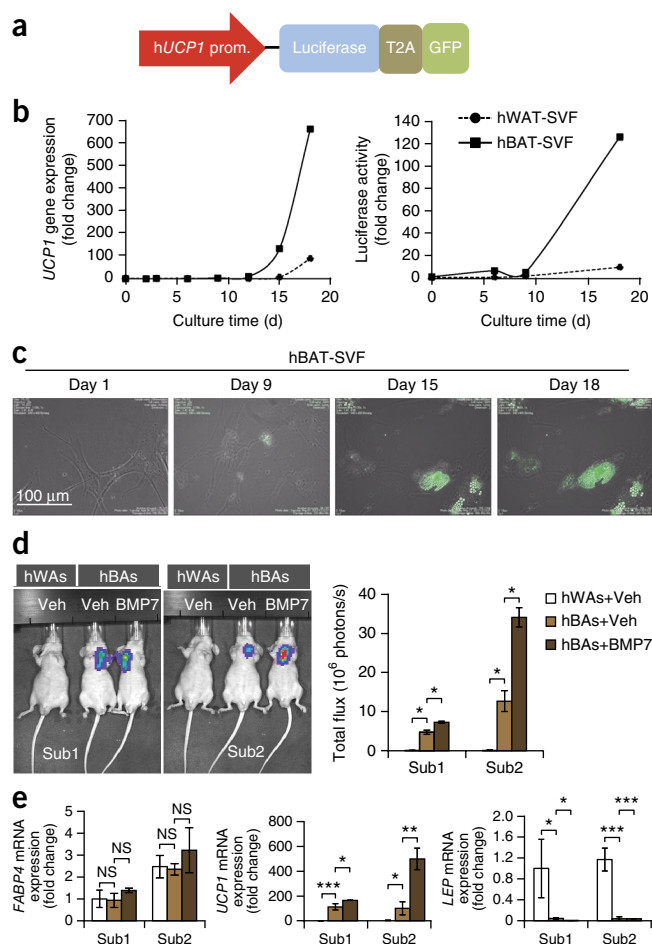 a
hUCP1 prom.
Luciferase
T2A
GFP
b
UCP1 gene expression
(fold change)
700
600
500
400
300
200
100
0
0 5 10 15 20
Culture time (d)
Luciferase activity
(fold change)
140
120
100
80
60
40
20
0
0 5 10 15 20
Culture time (d)
hWAT-SVF
hBAT-SVF
c
hBAT-SVF
Day 1
Day 9
Day 15
Day 18
100 μm
d
hWAs
hBAs
hWAs
hBAs
Veh
Veh
BMP7
Veh
Veh
BMP7
Sub1
Sub2
Total flux (10⁶ photons/s)
40
30
20
10
0
* * * *
Sub1
Sub2
hWAs+Veh
hBAs+Veh
hBAs+BMP7
e
FABP4 mRNA
expression
(fold change)
5
4
3
2
1
0
NS NS NS NS
Sub1
Sub2
UCP1 mRNA
expression
(fold change)
800
600
400
200
0
*** * * **
Sub1
Sub2
LEP mRNA
expression
(fold change)
1.6
1.2
0.8
0.4
0
* * *** ***
Sub1
Sub2